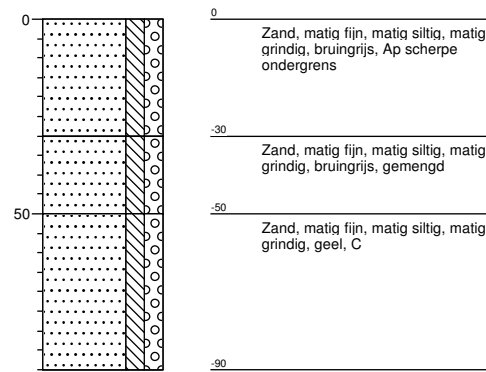 0
0
Zand, matig fijn, matig siltig, matig
grindig, bruingrijs, Ap scherpe
ondergrens
-30
Zand, matig fijn, matig siltig, matig
grindig, bruingrijs, gemengd
50
-50
Zand, matig fijn, matig siltig, matig
grindig, geel, C
-90